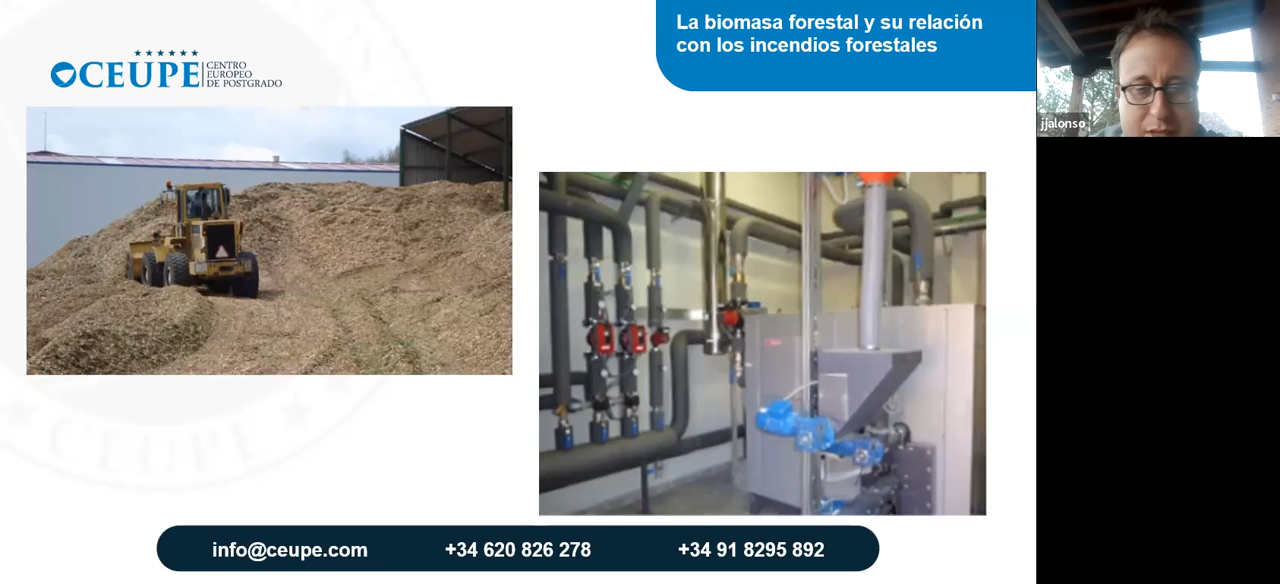 La biomasa forestal y su relación
con los incendios forestales
CEUPE
CENTRO
EUROPEO
DE POSTGRADO
jjalonso
CEUPE
info@ceupe.com
+34 620 826 278
+34 91 8295 892